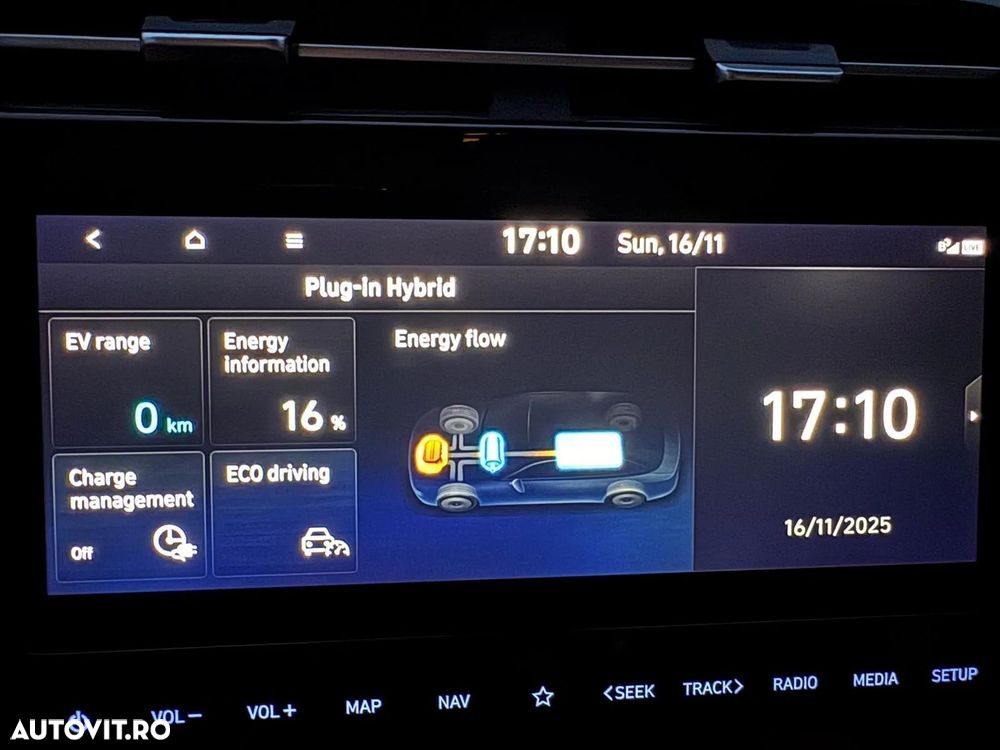 17:10 Sun, 16/11
LIVE
Plug-in Hybrid
EV range
0 km
Energy
information
16 %
Energy flow
Charge
management
Off
ECO driving
17:10
16/11/2025
VOL− VOL+ MAP NAV <SEEK TRACK> RADIO MEDIA SETUP
AUTOVIT.RO